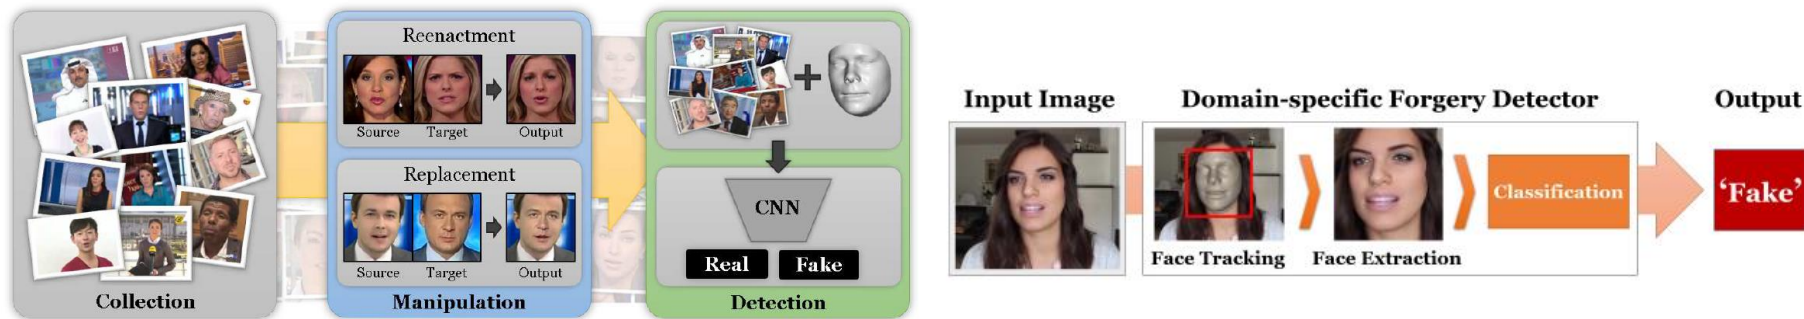 Reenactment
Source Target Output
Replacement
Source Target Output
Collection
Manipulation
CNN
Real Fake
Detection
Input Image
Domain-specific Forgery Detector
Output
Face Tracking
Face Extraction
Classification
'Fake'